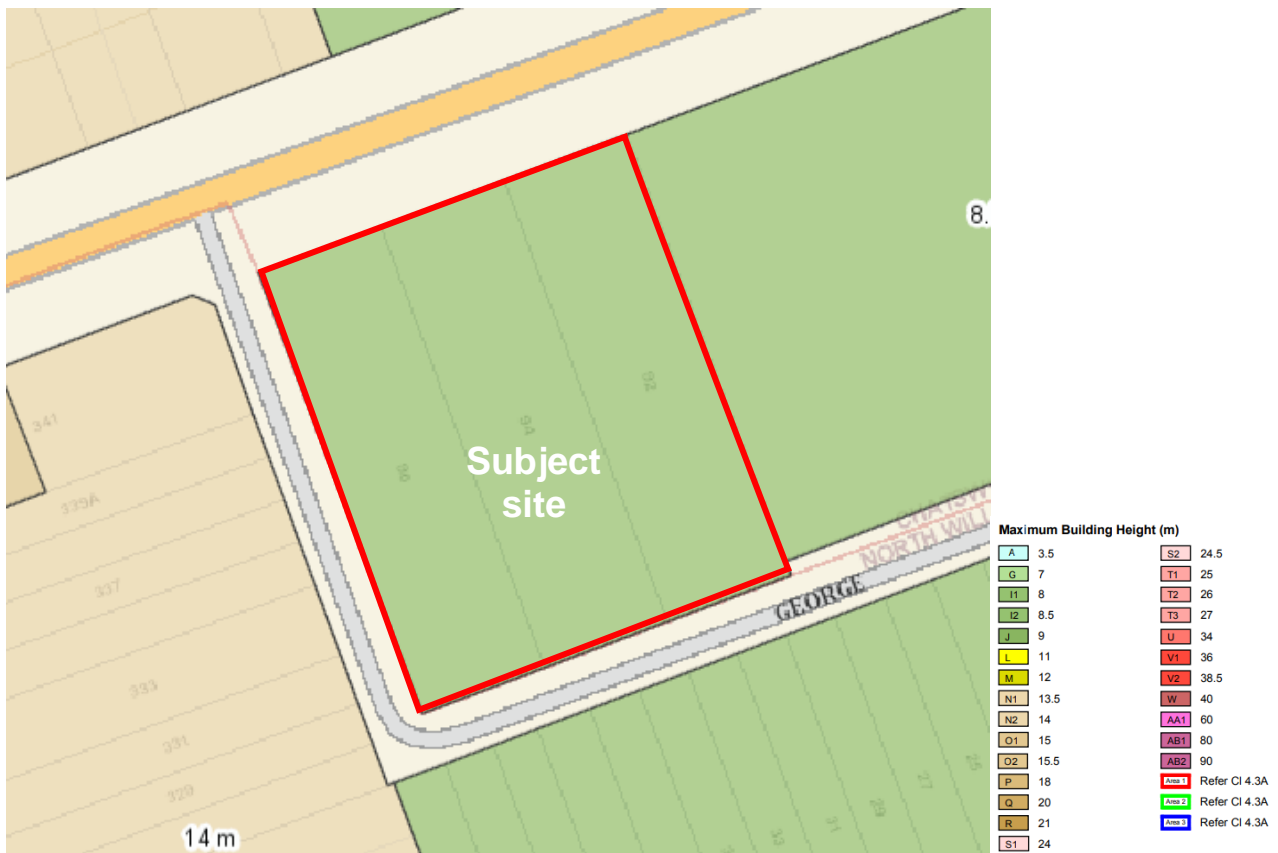 8.
341
339A
337
333
331
329
14 m
96
94
92
Subject
site
CHATSW
NORTH WILL
GEORGE
33
31
29
27
25
Maximum Building Height (m)
A 3.5
G 7
I1 8
I2 8.5
J 9
L 11
M 12
N1 13.5
N2 14
O1 15
O2 15.5
P 18
Q 20
R 21
S1 24
S2 24.5
T1 25
T2 26
T3 27
U 34
V1 36
V2 38.5
W 40
AA1 60
AB1 80
AB2 90
Area 1 Refer Cl 4.3A
Area 2 Refer Cl 4.3A
Area 3 Refer Cl 4.3A